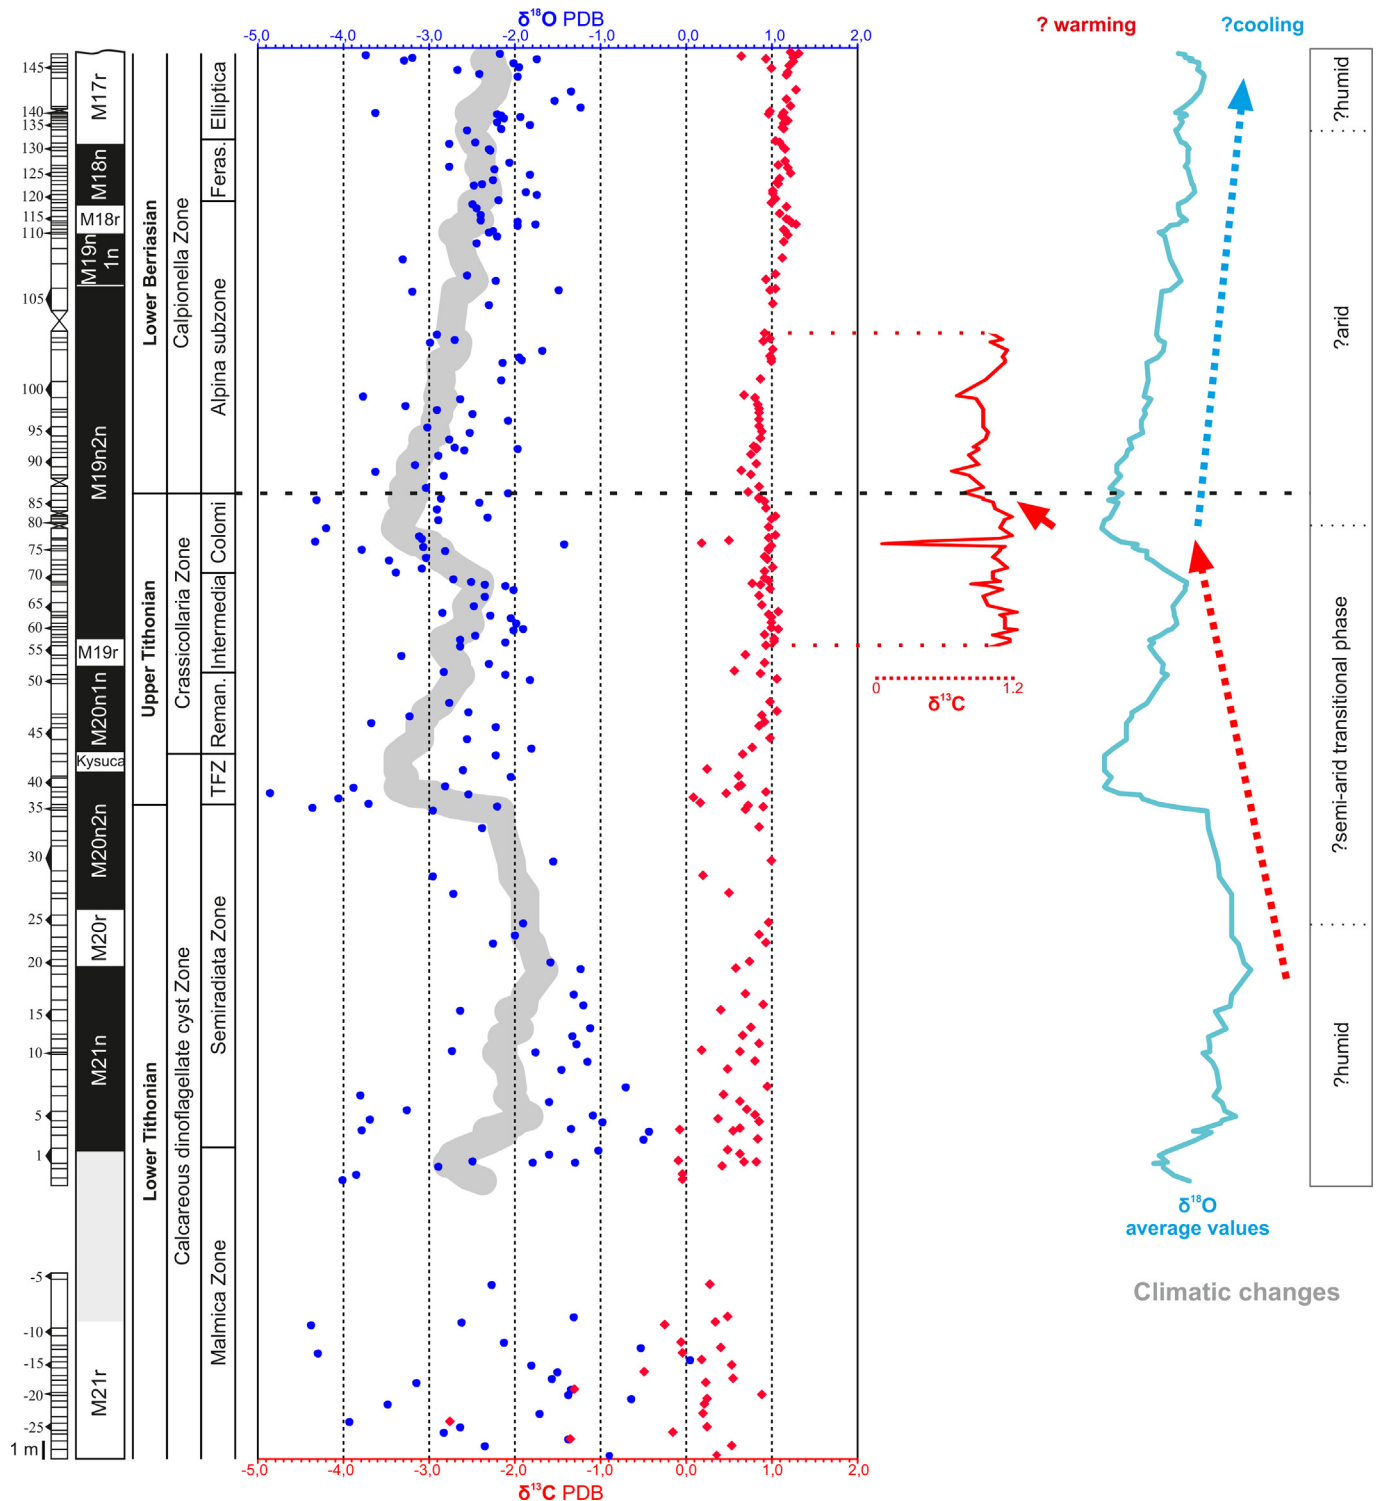 δ¹⁸O PDB
-5,0 -4,0 -3,0 -2,0 -1,0 0,0 1,0 2,0
? warming
?cooling
145
140
135
130
125
120
115
110
105
100
95
90
85
80
75
70
65
60
55
50
45
40
35
30
25
20
15
10
5
1
-5
-10
-15
-20
-25
1 m
M17r
M18n
M18r
M19n
1n
M19n2n
M19r
M20n1n
Kysuca
M20n2n
M20r
M21n
M21r
Lower Berriasian
Upper Tithonian
Lower Tithonian
Calpionella Zone
Crassicollaria Zone
Calcareous dinoflagellate cyst Zone
Elliptica
Feras.
Alpina subzone
Colomi
Intermedia
Reman.
TFZ
Semiradiata Zone
Malmica Zone
0 1.2
δ¹³C
?humid
?arid
?semi-arid transitional phase
?humid
δ¹⁸O
average values
Climatic changes
-5,0 -4,0 -3,0 -2,0 -1,0 0,0 1,0 2,0
δ¹³C PDB